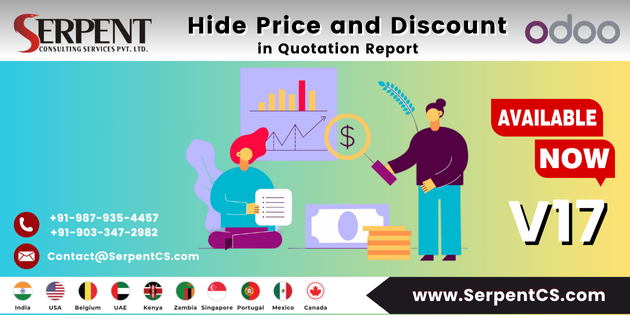 SERPENT
CONSULTING SERVICES PVT. LTD.
Hide Price and Discount
in Quotation Report
odoo
$
AVAILABLE
NOW
V17
+91-987-935-4457
+91-903-347-2982
Contact@SerpentCS.com
India USA Belgium UAE Kenya Zambia Singapore Portugal Mexico Canada
www.SerpentCS.com